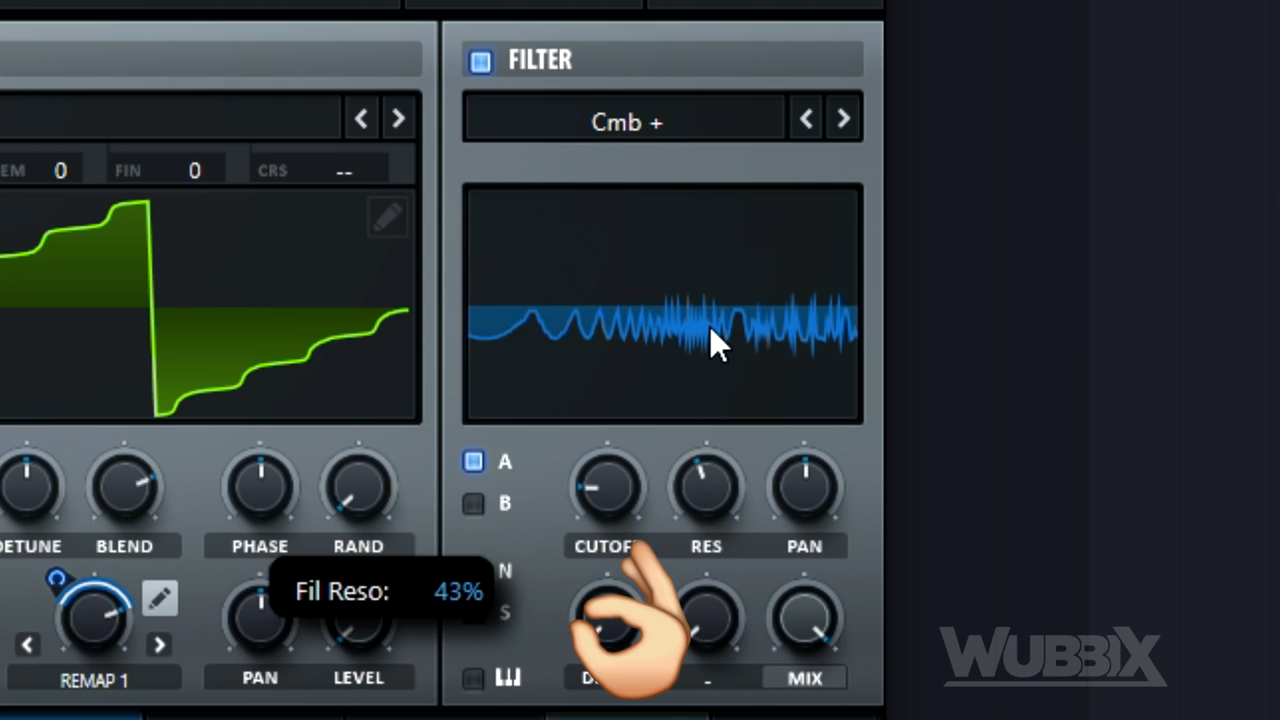 FILTER
Cmb +
EM 0 FIN 0 CRS --
A
B
DETUNE BLEND PHASE RAND CUTOFF RES PAN
N
Fil Reso: 43%
S
REMAP 1 PAN LEVEL - MIX
WUBBIX